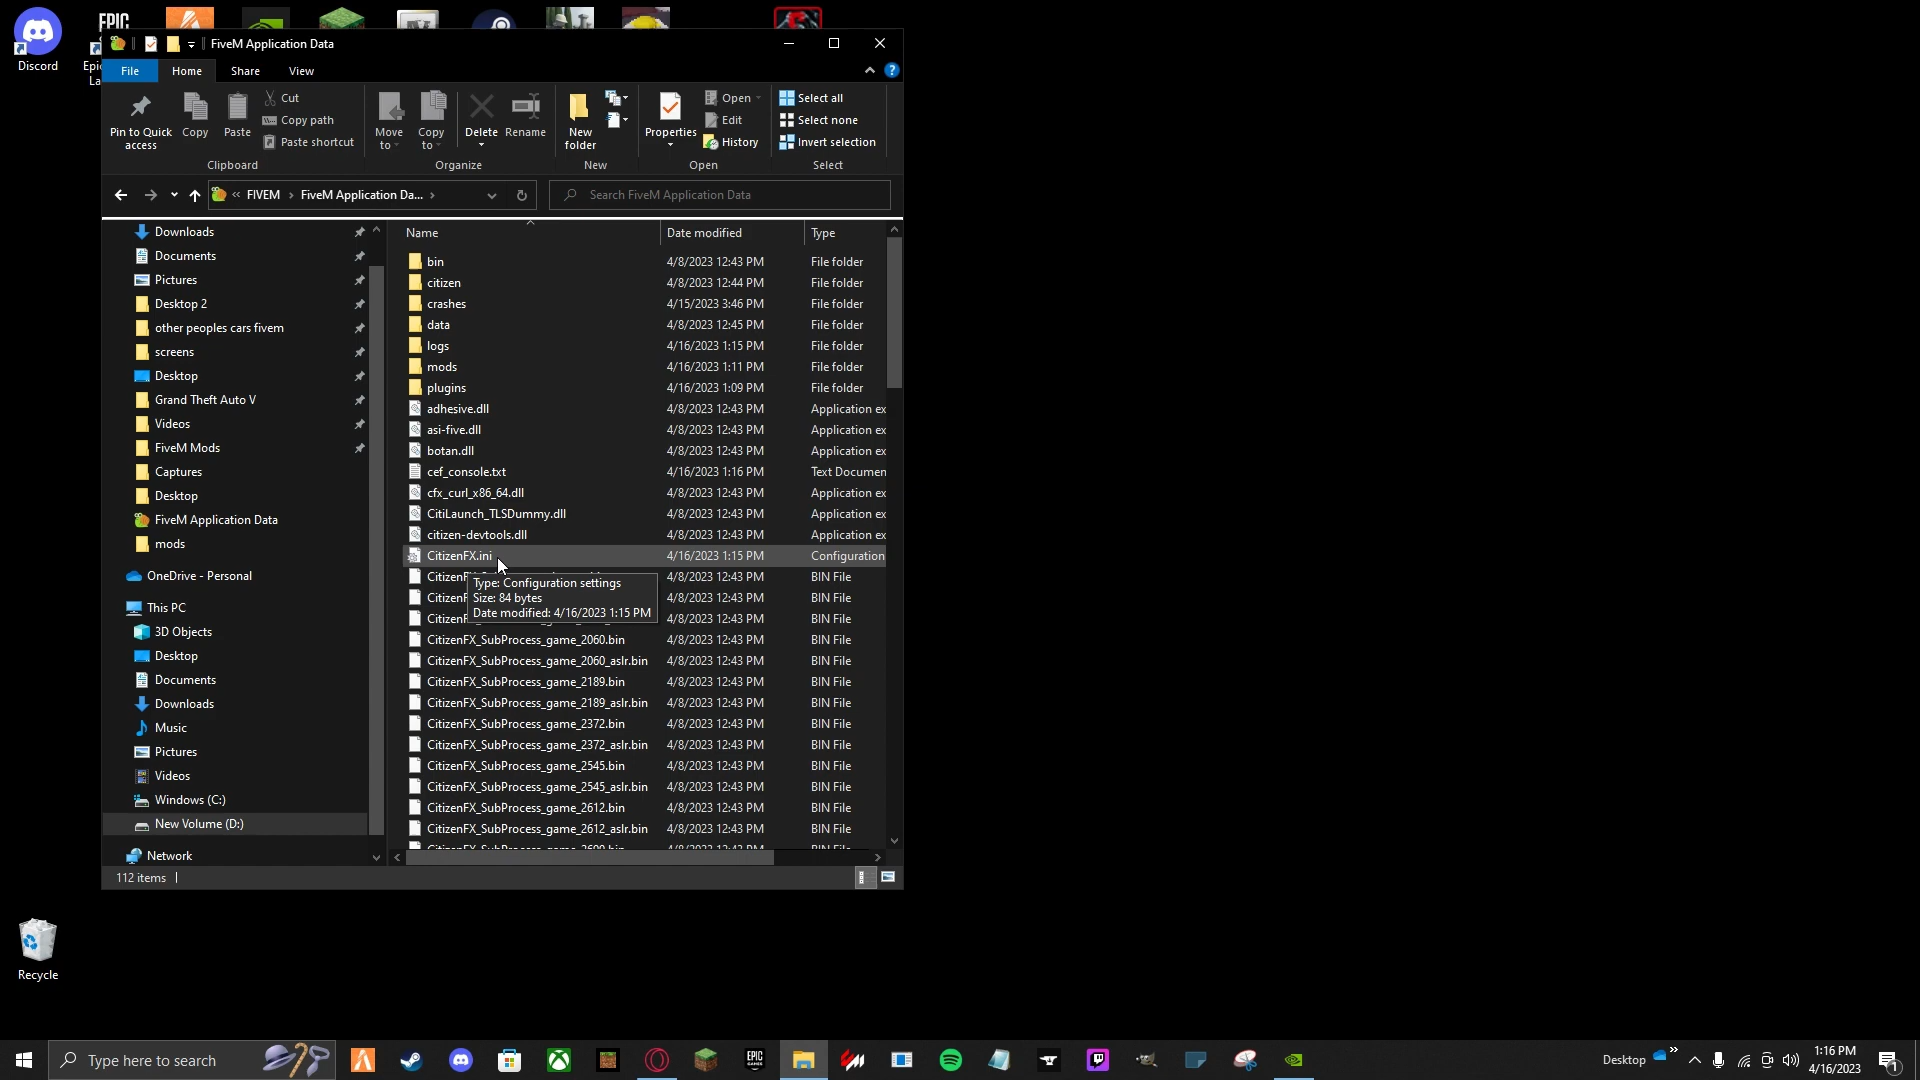 Discord
EPIC
Epic
La
FiveM Application Data
File
Home
Share
View
Pin to Quick access
Copy
Paste
Cut
Copy path
Paste shortcut
Clipboard
Move to
Copy to
Delete
Rename
Organize
New folder
New
Properties
Open
Edit
History
Open
Select all
Select none
Invert selection
Select
« FIVEM › FiveM Application Da... ›
Search FiveM Application Data
Downloads
Documents
Pictures
Desktop 2
other peoples cars fivem
screens
Desktop
Grand Theft Auto V
Videos
FiveM Mods
Captures
Desktop
FiveM Application Data
mods
OneDrive - Personal
This PC
3D Objects
Desktop
Documents
Downloads
Music
Pictures
Videos
Windows (C:)
New Volume (D:)
Network
Name Date modified Type
bin 4/8/2023 12:43 PM File folder
citizen 4/8/2023 12:44 PM File folder
crashes 4/15/2023 3:46 PM File folder
data 4/8/2023 12:45 PM File folder
logs 4/16/2023 1:15 PM File folder
mods 4/16/2023 1:11 PM File folder
plugins 4/16/2023 1:09 PM File folder
adhesive.dll 4/8/2023 12:43 PM Application ex
asi-five.dll 4/8/2023 12:43 PM Application ex
botan.dll 4/8/2023 12:43 PM Application ex
cef_console.txt 4/16/2023 1:16 PM Text Documen
cfx_curl_x86_64.dll 4/8/2023 12:43 PM Application ex
CitiLaunch_TLSDummy.dll 4/8/2023 12:43 PM Application ex
citizen-devtools.dll 4/8/2023 12:43 PM Application ex
CitizenFX.ini 4/16/2023 1:15 PM Configuration
CitizenF 4/8/2023 12:43 PM BIN File
Type: Configuration settings
Size: 84 bytes
Date modified: 4/16/2023 1:15 PM
CitizenF 4/8/2023 12:43 PM BIN File
CitizenF 4/8/2023 12:43 PM BIN File
CitizenFX_SubProcess_game_2060.bin 4/8/2023 12:43 PM BIN File
CitizenFX_SubProcess_game_2060_aslr.bin 4/8/2023 12:43 PM BIN File
CitizenFX_SubProcess_game_2189.bin 4/8/2023 12:43 PM BIN File
CitizenFX_SubProcess_game_2189_aslr.bin 4/8/2023 12:43 PM BIN File
CitizenFX_SubProcess_game_2372.bin 4/8/2023 12:43 PM BIN File
CitizenFX_SubProcess_game_2372_aslr.bin 4/8/2023 12:43 PM BIN File
CitizenFX_SubProcess_game_2545.bin 4/8/2023 12:43 PM BIN File
CitizenFX_SubProcess_game_2545_aslr.bin 4/8/2023 12:43 PM BIN File
CitizenFX_SubProcess_game_2612.bin 4/8/2023 12:43 PM BIN File
CitizenFX_SubProcess_game_2612_aslr.bin 4/8/2023 12:43 PM BIN File
112 items
Recycle
Type here to search
EPIC GAMES
Desktop
1:16 PM
4/16/2023
1